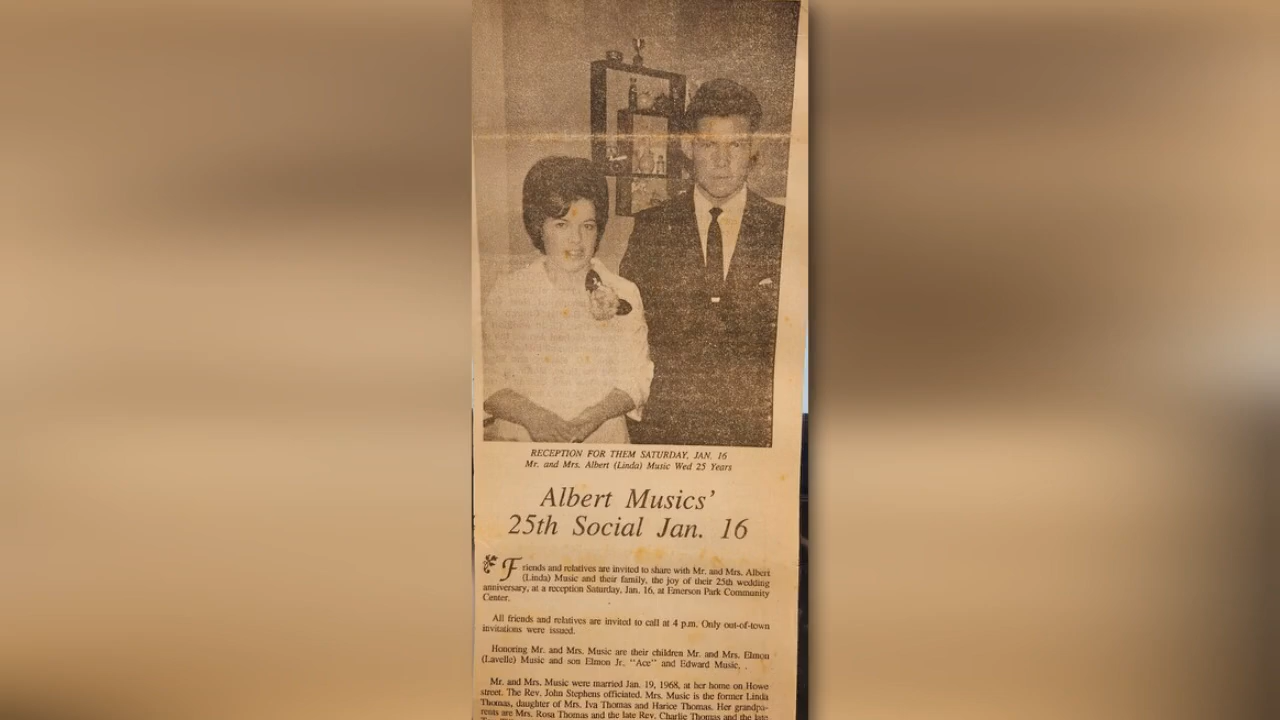 RECEPTION FOR THEM SATURDAY, JAN. 16
Mr. and Mrs. Albert (Linda) Music Wed 25 Years
Albert Musics'
25th Social Jan. 16
Friends and relatives are invited to share with Mr. and Mrs. Albert
(Linda) Music and their family, the joy of their 25th wedding
anniversary, at a reception Saturday, Jan. 16, at Emerson Park Community
Center.
All friends and relatives are invited to call at 4 p.m. Only out-of-town
invitations were issued.
Honoring Mr. and Mrs. Music are their children Mr. and Mrs. Elmon
(Lavelle) Music and son Elmon Jr. "Ace" and Edward Music, .
Mr. and Mrs. Music were married Jan. 19, 1968, at her home on Howe
street. The Rev. John Stephens officiated. Mrs. Music is the former Linda
Thomas, daughter of Mrs. Iva Thomas and Harice Thomas. Her grandpa-
rents are Mrs. Rosa Thomas and the late Rev. Charlie Thomas and the late